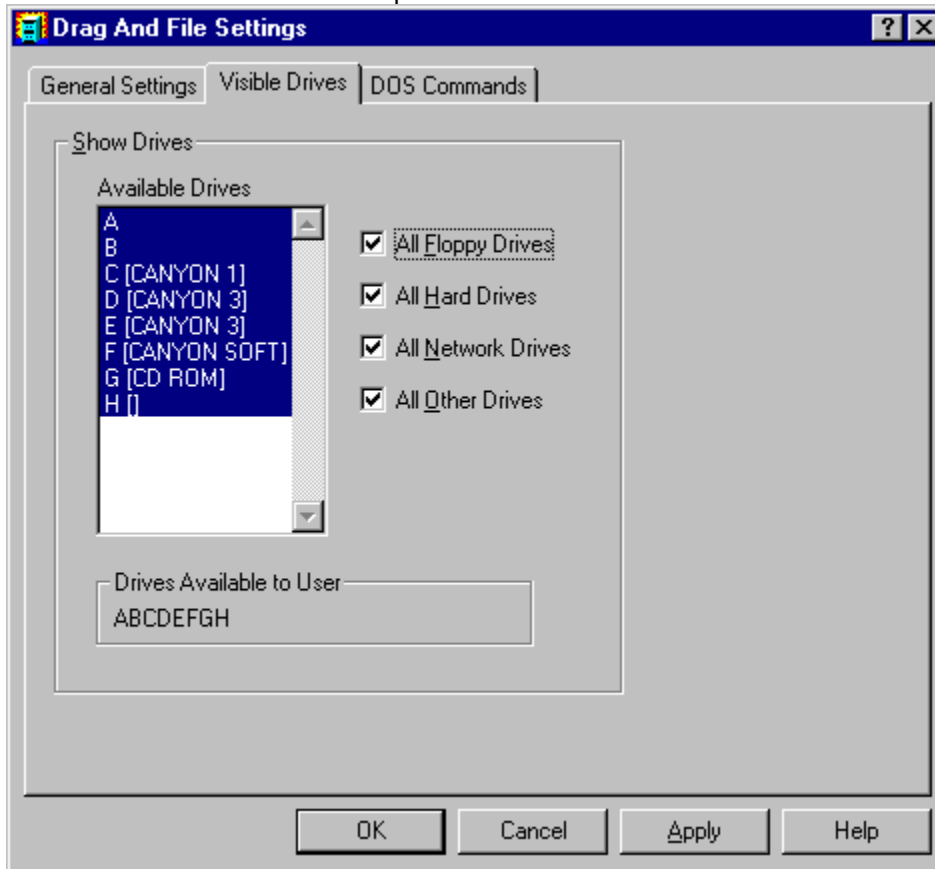 Drag And File Settings
General Settings
Visible Drives
DOS Commands
Show Drives
Available Drives
A
B
C [CANYON 1]
D [CANYON 3]
E [CANYON 3]
F [CANYON SOFT]
G [CD ROM]
H []
All Floppy Drives
All Hard Drives
All Network Drives
All Other Drives
Drives Available to User
ABCDEFGH
OK
Cancel
Apply
Help